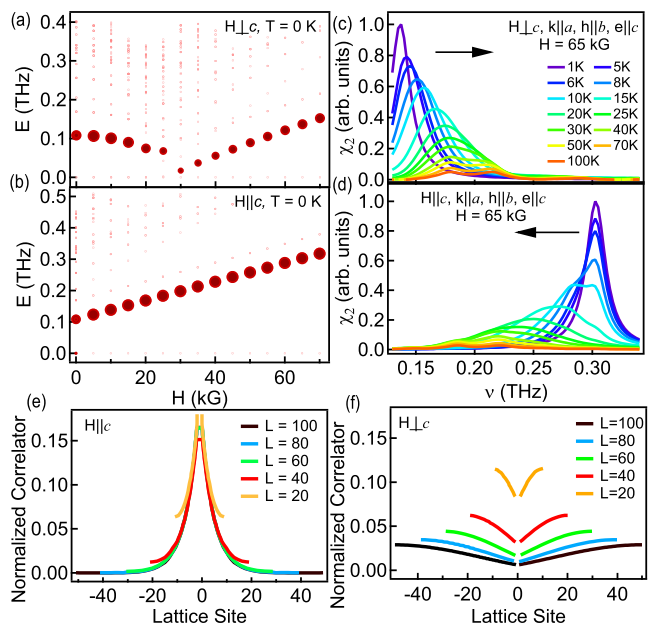 (a)
H⊥c, T = 0 K
E (THz)
0.4
0.3
0.2
0.1
0.0
(b)
H||c, T = 0 K
E (THz)
0.5
0.4
0.3
0.2
0.1
0.0
0
20
40
60
H (kG)
(c)
H⊥c, k||a, h||b, e||c
H = 65 kG
1K
5K
6K
8K
10K
15K
20K
25K
30K
40K
50K
70K
100K
χ2 (arb. units)
1.0
0.8
0.6
0.4
0.2
0.0
(d)
H||c, k||a, h||b, e||c
H = 65 kG
χ2 (arb. units)
1.0
0.8
0.6
0.4
0.2
0.0
0.15
0.20
0.25
0.30
ν (THz)
(e)
H||c
L = 100
L = 80
L = 60
L = 40
L = 20
Normalized Correlator
0.15
0.10
0.05
0.00
-40
-20
0
20
40
Lattice Site
(f)
H⊥c
L=100
L=80
L=60
L=40
L=20
Normalized Correlator
0.15
0.10
0.05
0.00
-40
-20
0
20
40
Lattice Site